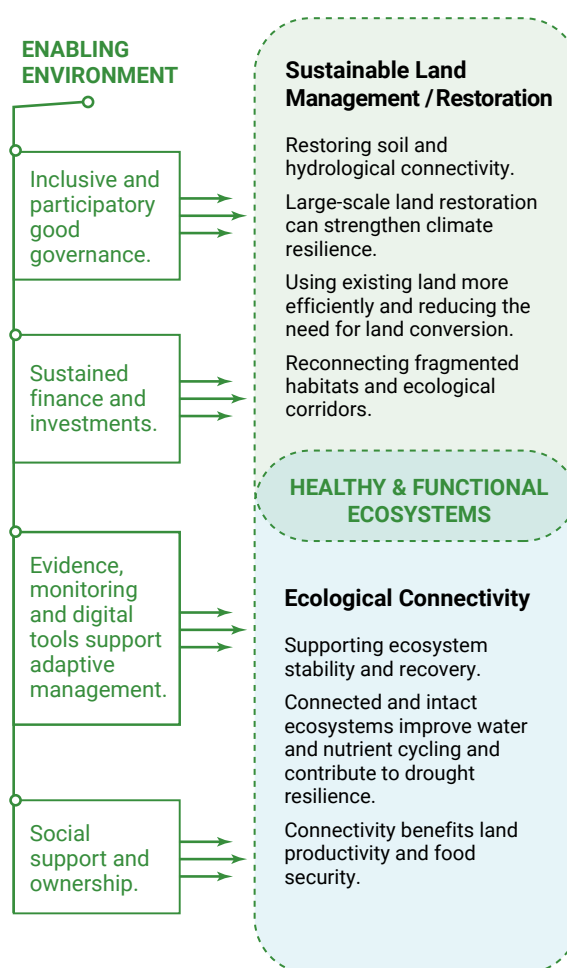 ENABLING
ENVIRONMENT
Inclusive and
participatory
good
governance.
Sustained
finance and
investments.
Evidence,
monitoring
and digital
tools support
adaptive
management.
Social
support and
ownership.
Sustainable Land
Management / Restoration
Restoring soil and
hydrological connectivity.
Large-scale land restoration
can strengthen climate
resilience.
Using existing land more
efficiently and reducing the
need for land conversion.
Reconnecting fragmented
habitats and ecological
corridors.
HEALTHY & FUNCTIONAL
ECOSYSTEMS
Ecological Connectivity
Supporting ecosystem
stability and recovery.
Connected and intact
ecosystems improve water
and nutrient cycling and
contribute to drought
resilience.
Connectivity benefits land
productivity and food
security.